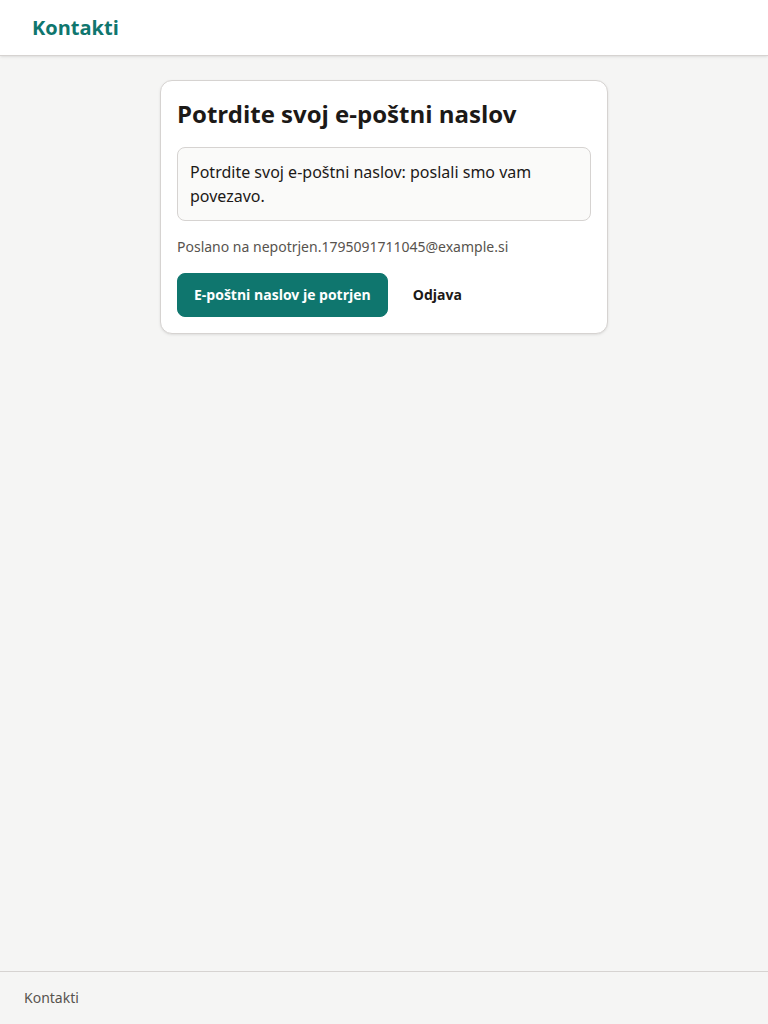 Kontakti
Potrdite svoj e-poštni naslov
Potrdite svoj e-poštni naslov: poslali smo vam
povezavo.
Poslano na nepotrjen.1795091711045@example.si
E-poštni naslov je potrjen
Odjava
Kontakti